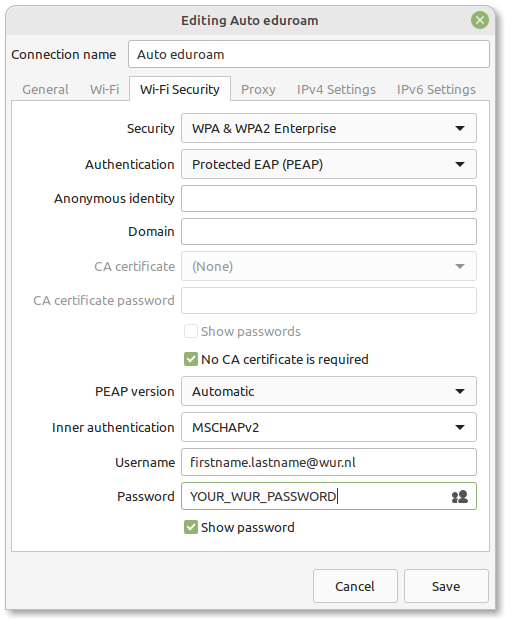 Editing Auto eduroam
Connection name Auto eduroam
General Wi-Fi Wi-Fi Security Proxy IPv4 Settings IPv6 Settings
Security WPA & WPA2 Enterprise
Authentication Protected EAP (PEAP)
Anonymous identity
Domain
CA certificate (None)
CA certificate password
Show passwords
No CA certificate is required
PEAP version Automatic
Inner authentication MSCHAPv2
Username firstname.lastname@wur.nl
Password YOUR_WUR_PASSWORD
Show password
Cancel Save